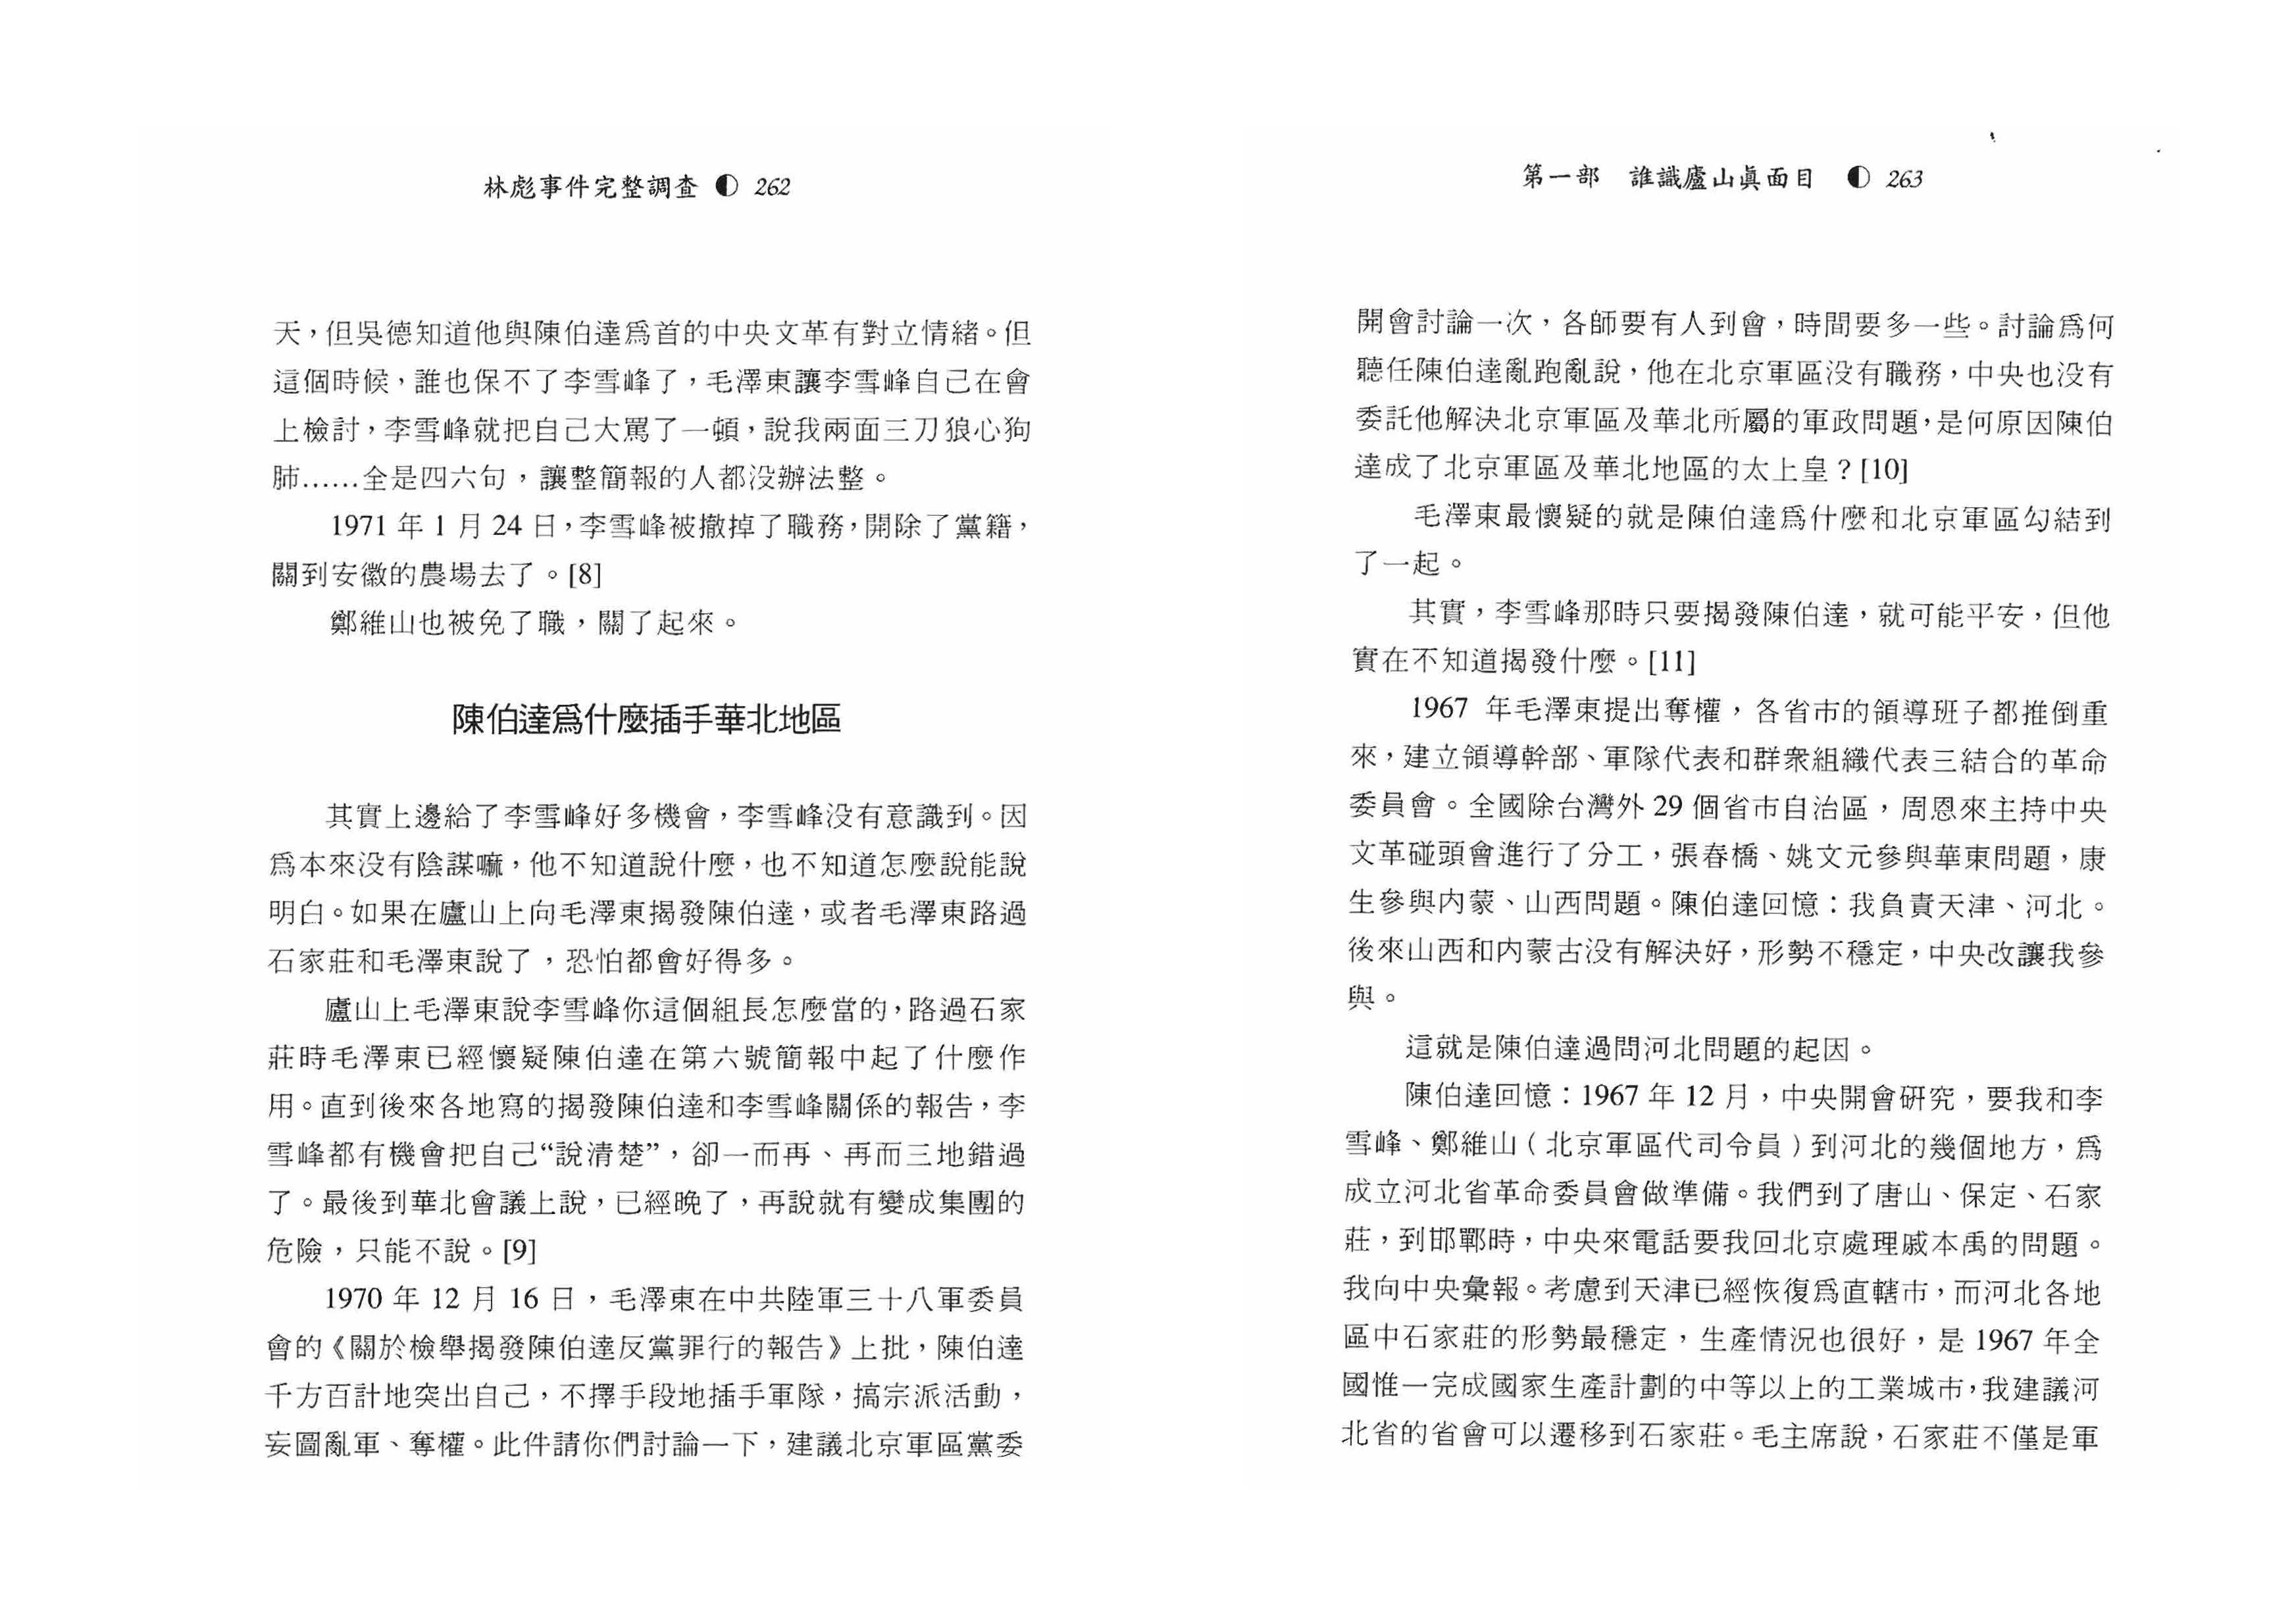 林彪事件完整調查 ◐ 262
天，但吳德知道他與陳伯達爲首的中央文革有對立情緒。但
這個時候，誰也保不了李雪峰了，毛澤東讓李雪峰自己在會
上檢討，李雪峰就把自己大罵了一頓，說我兩面三刀狼心狗
肺……全是四六句，讓整簡報的人都没辦法整。
1971 年 1 月 24 日，李雪峰被撤掉了職務，開除了黨籍，
關到安徽的農場去了。[8]
鄭維山也被免了職，關了起來。
陳伯達爲什麼插手華北地區
其實上邊給了李雪峰好多機會，李雪峰没有意識到。因
爲本來没有陰謀嘛，他不知道說什麼，也不知道怎麼說能說
明白。如果在廬山上向毛澤東揭發陳伯達，或者毛澤東路過
石家莊和毛澤東說了，恐怕都會好得多。
廬山上毛澤東說李雪峰你這個組長怎麼當的，路過石家
莊時毛澤東已經懷疑陳伯達在第六號簡報中起了什麼作
用。直到後來各地寫的揭發陳伯達和李雪峰關係的報告，李
雪峰都有機會把自己“說清楚”，卻一而再、再而三地錯過
了。最後到華北會議上說，已經晚了，再說就有變成集團的
危險，只能不說。[9]
1970 年 12 月 16 日，毛澤東在中共陸軍三十八軍委員
會的《關於檢舉揭發陳伯達反黨罪行的報告》上批，陳伯達
千方百計地突出自己，不擇手段地插手軍隊，搞宗派活動，
妄圖亂軍、奪權。此件請你們討論一下，建議北京軍區黨委
第一部　誰識廬山眞面目 ◐ 263
開會討論一次，各師要有人到會，時間要多一些。討論爲何
聽任陳伯達亂跑亂說，他在北京軍區没有職務，中央也没有
委託他解決北京軍區及華北所屬的軍政問題，是何原因陳伯
達成了北京軍區及華北地區的太上皇？[10]
毛澤東最懷疑的就是陳伯達爲什麼和北京軍區勾結到
了一起。
其實，李雪峰那時只要揭發陳伯達，就可能平安，但他
實在不知道揭發什麼。[11]
1967 年毛澤東提出奪權，各省市的領導班子都推倒重
來，建立領導幹部、軍隊代表和群衆組織代表三結合的革命
委員會。全國除台灣外 29 個省市自治區，周恩來主持中央
文革碰頭會進行了分工，張春橋、姚文元參與華東問題，康
生參與内蒙、山西問題。陳伯達回憶：我負責天津、河北。
後來山西和内蒙古没有解決好，形勢不穩定，中央改讓我參
與。
這就是陳伯達過問河北問題的起因。
陳伯達回憶：1967 年 12 月，中央開會研究，要我和李
雪峰、鄭維山（北京軍區代司令員）到河北的幾個地方，爲
成立河北省革命委員會做準備。我們到了唐山、保定、石家
莊，到邯鄲時，中央來電話要我回北京處理戚本禹的問題。
我向中央彙報。考慮到天津已經恢復爲直轄市，而河北各地
區中石家莊的形勢最穩定，生產情況也很好，是 1967 年全
國惟一完成國家生產計劃的中等以上的工業城市，我建議河
北省的省會可以遷移到石家莊。毛主席說，石家莊不僅是軍